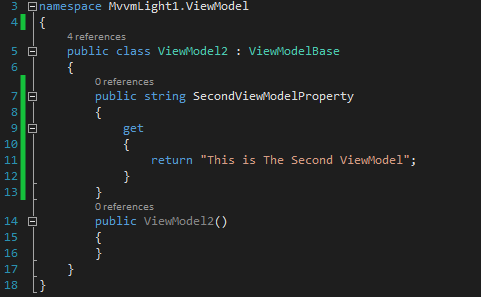 3 namespace MvvmLight1.ViewModel
4 {
4 references
5 public class ViewModel2 : ViewModelBase
6 {
0 references
7 public string SecondViewModelProperty
8 {
9 get
10 {
11 return "This is The Second ViewModel";
12 }
13 }
0 references
14 public ViewModel2()
15 {
16 }
17 }
18 }